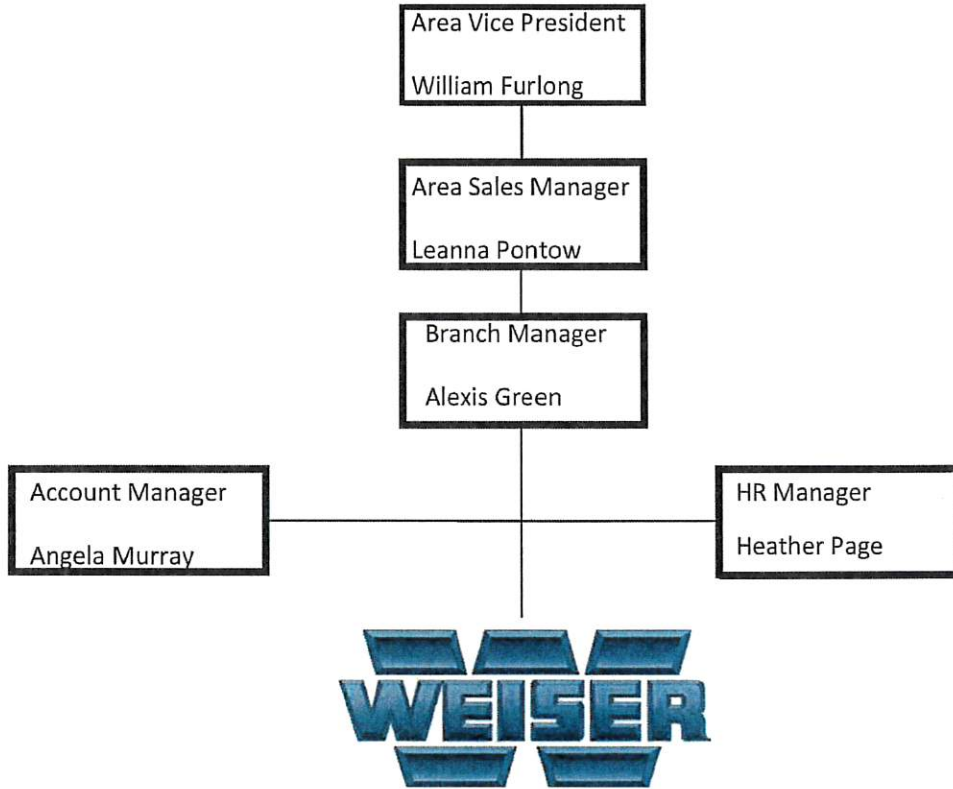 Area Vice President
William Furlong
Area Sales Manager
Leanna Pontow
Branch Manager
Alexis Green
Account Manager
Angela Murray
HR Manager
Heather Page
WEISER